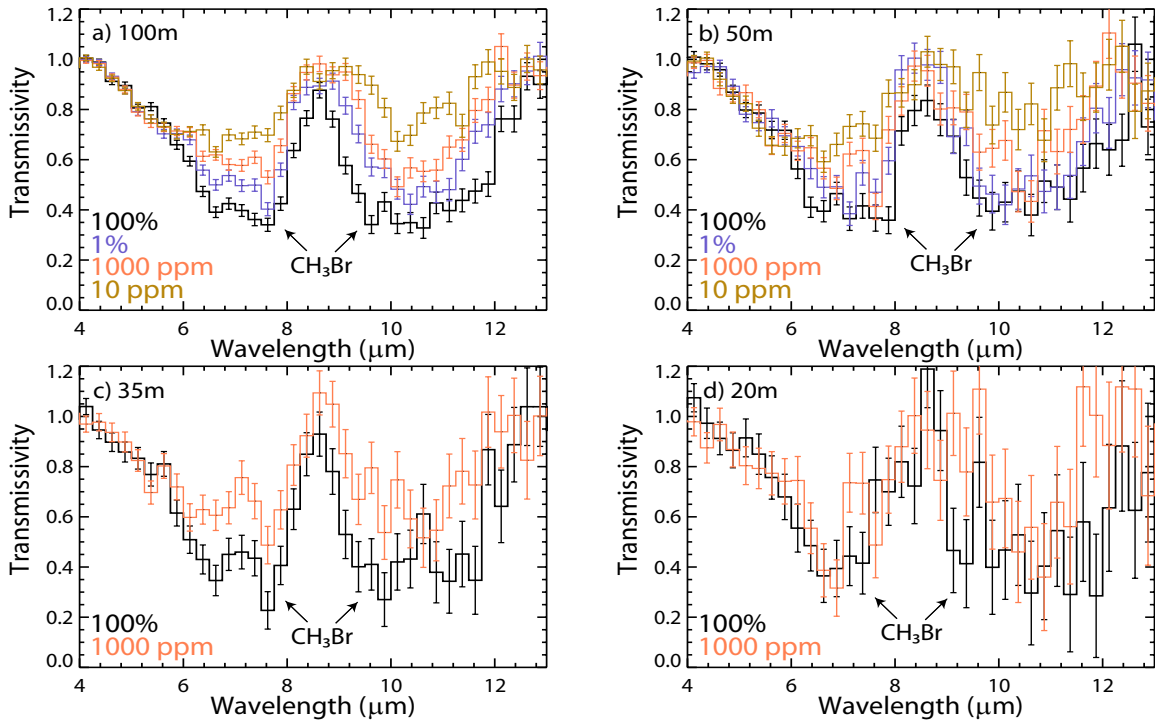 a) 100m
1.2
1.0
0.8
0.6
0.4
0.2
0.0
Transmissivity
100%
1%
1000 ppm
10 ppm
CH₃Br
4 6 8 10 12
Wavelength (μm)
b) 50m
1.2
1.0
0.8
0.6
0.4
0.2
0.0
Transmissivity
100%
1%
1000 ppm
10 ppm
CH₃Br
4 6 8 10 12
Wavelength (μm)
c) 35m
1.2
1.0
0.8
0.6
0.4
0.2
0.0
Transmissivity
100%
1000 ppm
CH₃Br
4 6 8 10 12
Wavelength (μm)
d) 20m
1.2
1.0
0.8
0.6
0.4
0.2
0.0
Transmissivity
100%
1000 ppm
CH₃Br
4 6 8 10 12
Wavelength (μm)